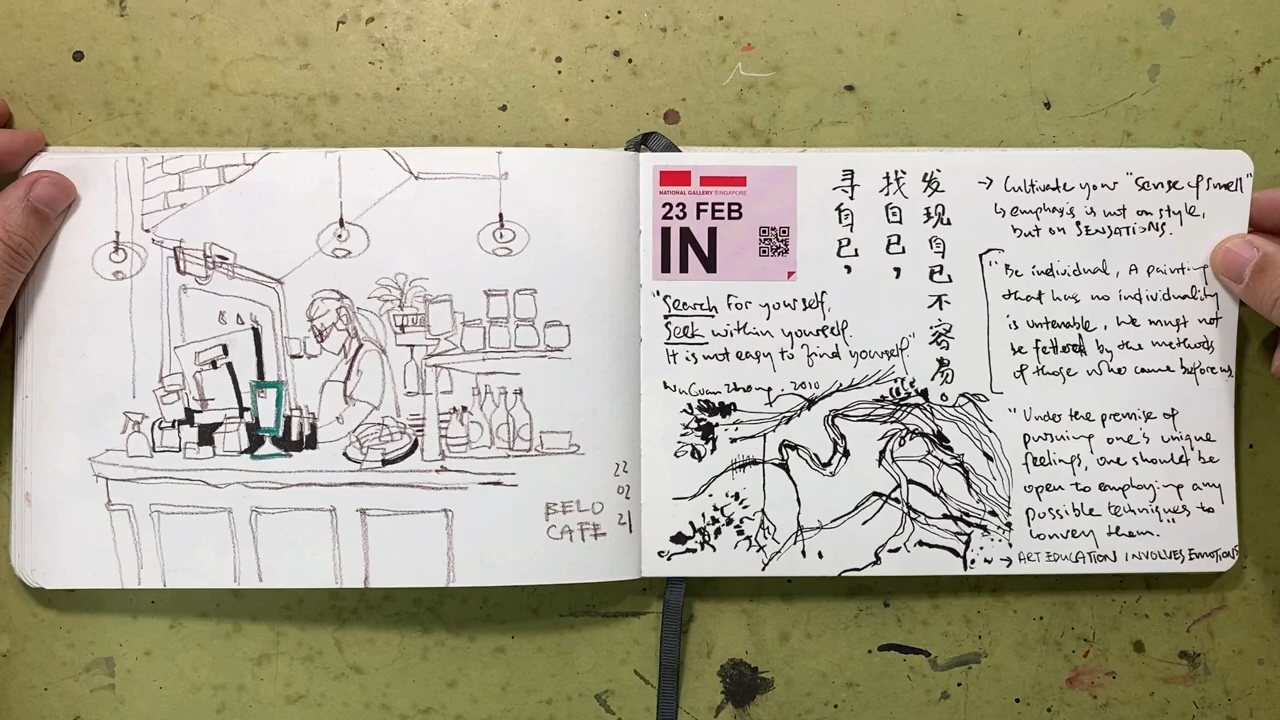 BELO
CAFE
22
02
21
NATIONAL GALLERY SINGAPORE
23 FEB
IN
"Search for yourself,
Seek within yourself.
It is not easy to find yourself."
Wu Guan Zhong, 2010
寻自己，
找自己，
发现自己不容易。
→ Cultivate your "sense of smell"
↳ emphasis is not on style,
but on SENSATIONS.
"Be individual, A painting
that has no individuality
is untenable, We must not
be fettered by the methods
of those who came before us.
"Under the premise of
pursuing one's unique
feelings, one should be
open to employing any
possible techniques to
convey them."
→ ART EDUCATION INVOLVES EMOTIONS